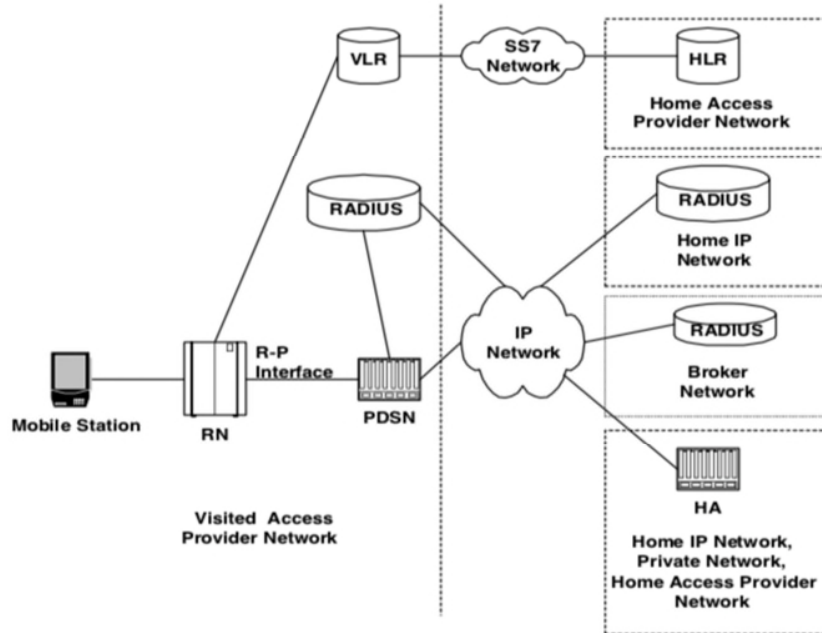 VLR
SS7
Network
HLR
Home Access
Provider Network
RADIUS
RADIUS
Home IP
Network
IP
Network
RADIUS
Broker
Network
R-P
Interface
Mobile Station
RN
PDSN
HA
Visited Access
Provider Network
Home IP Network,
Private Network,
Home Access Provider
Network